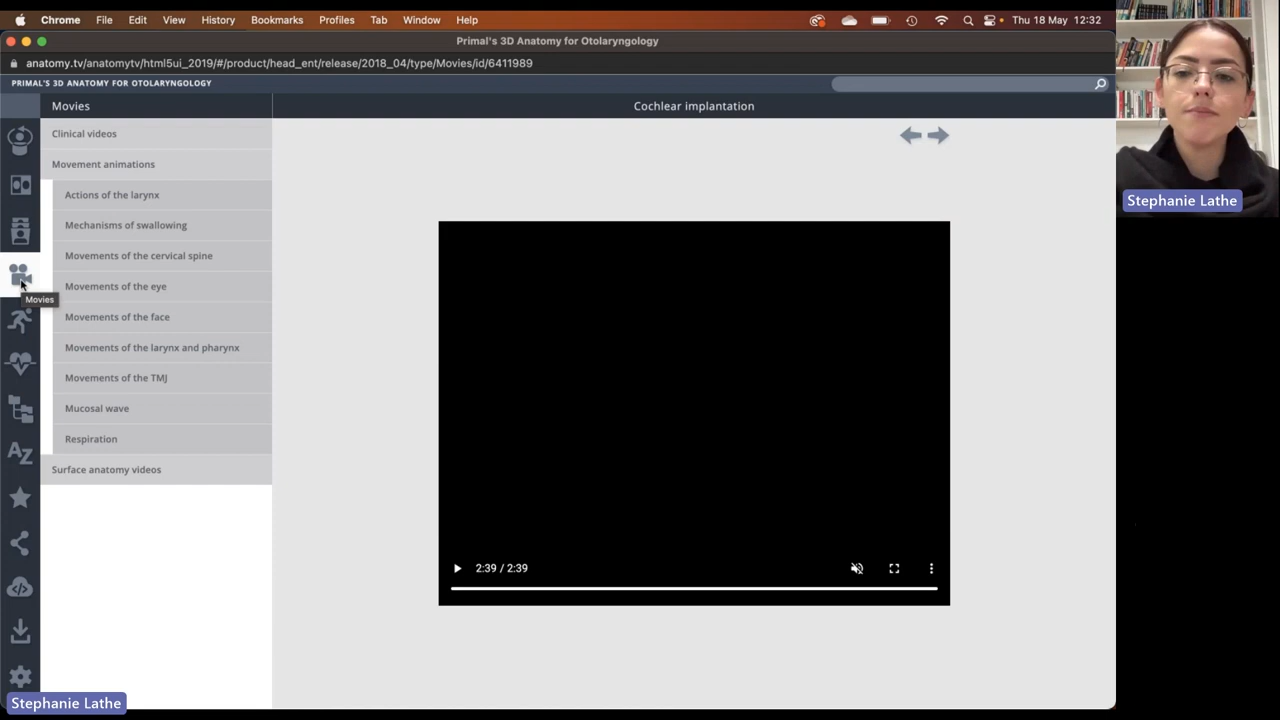 Chrome File Edit View History Bookmarks Profiles Tab Window Help Thu 18 May 12:32
Primal's 3D Anatomy for Otolaryngology
anatomy.tv/anatomytv/html5ui_2019/#/product/head_ent/release/2018_04/type/Movies/id/6411989
PRIMAL'S 3D ANATOMY FOR OTOLARYNGOLOGY
Movies
Cochlear implantation
Clinical videos
Movement animations
Actions of the larynx
Mechanisms of swallowing
Movements of the cervical spine
Movements of the eye
Movies
Movements of the face
Movements of the larynx and pharynx
Movements of the TMJ
Mucosal wave
Respiration
Surface anatomy videos
AZ
2:39 / 2:39
Stephanie Lathe
Stephanie Lathe